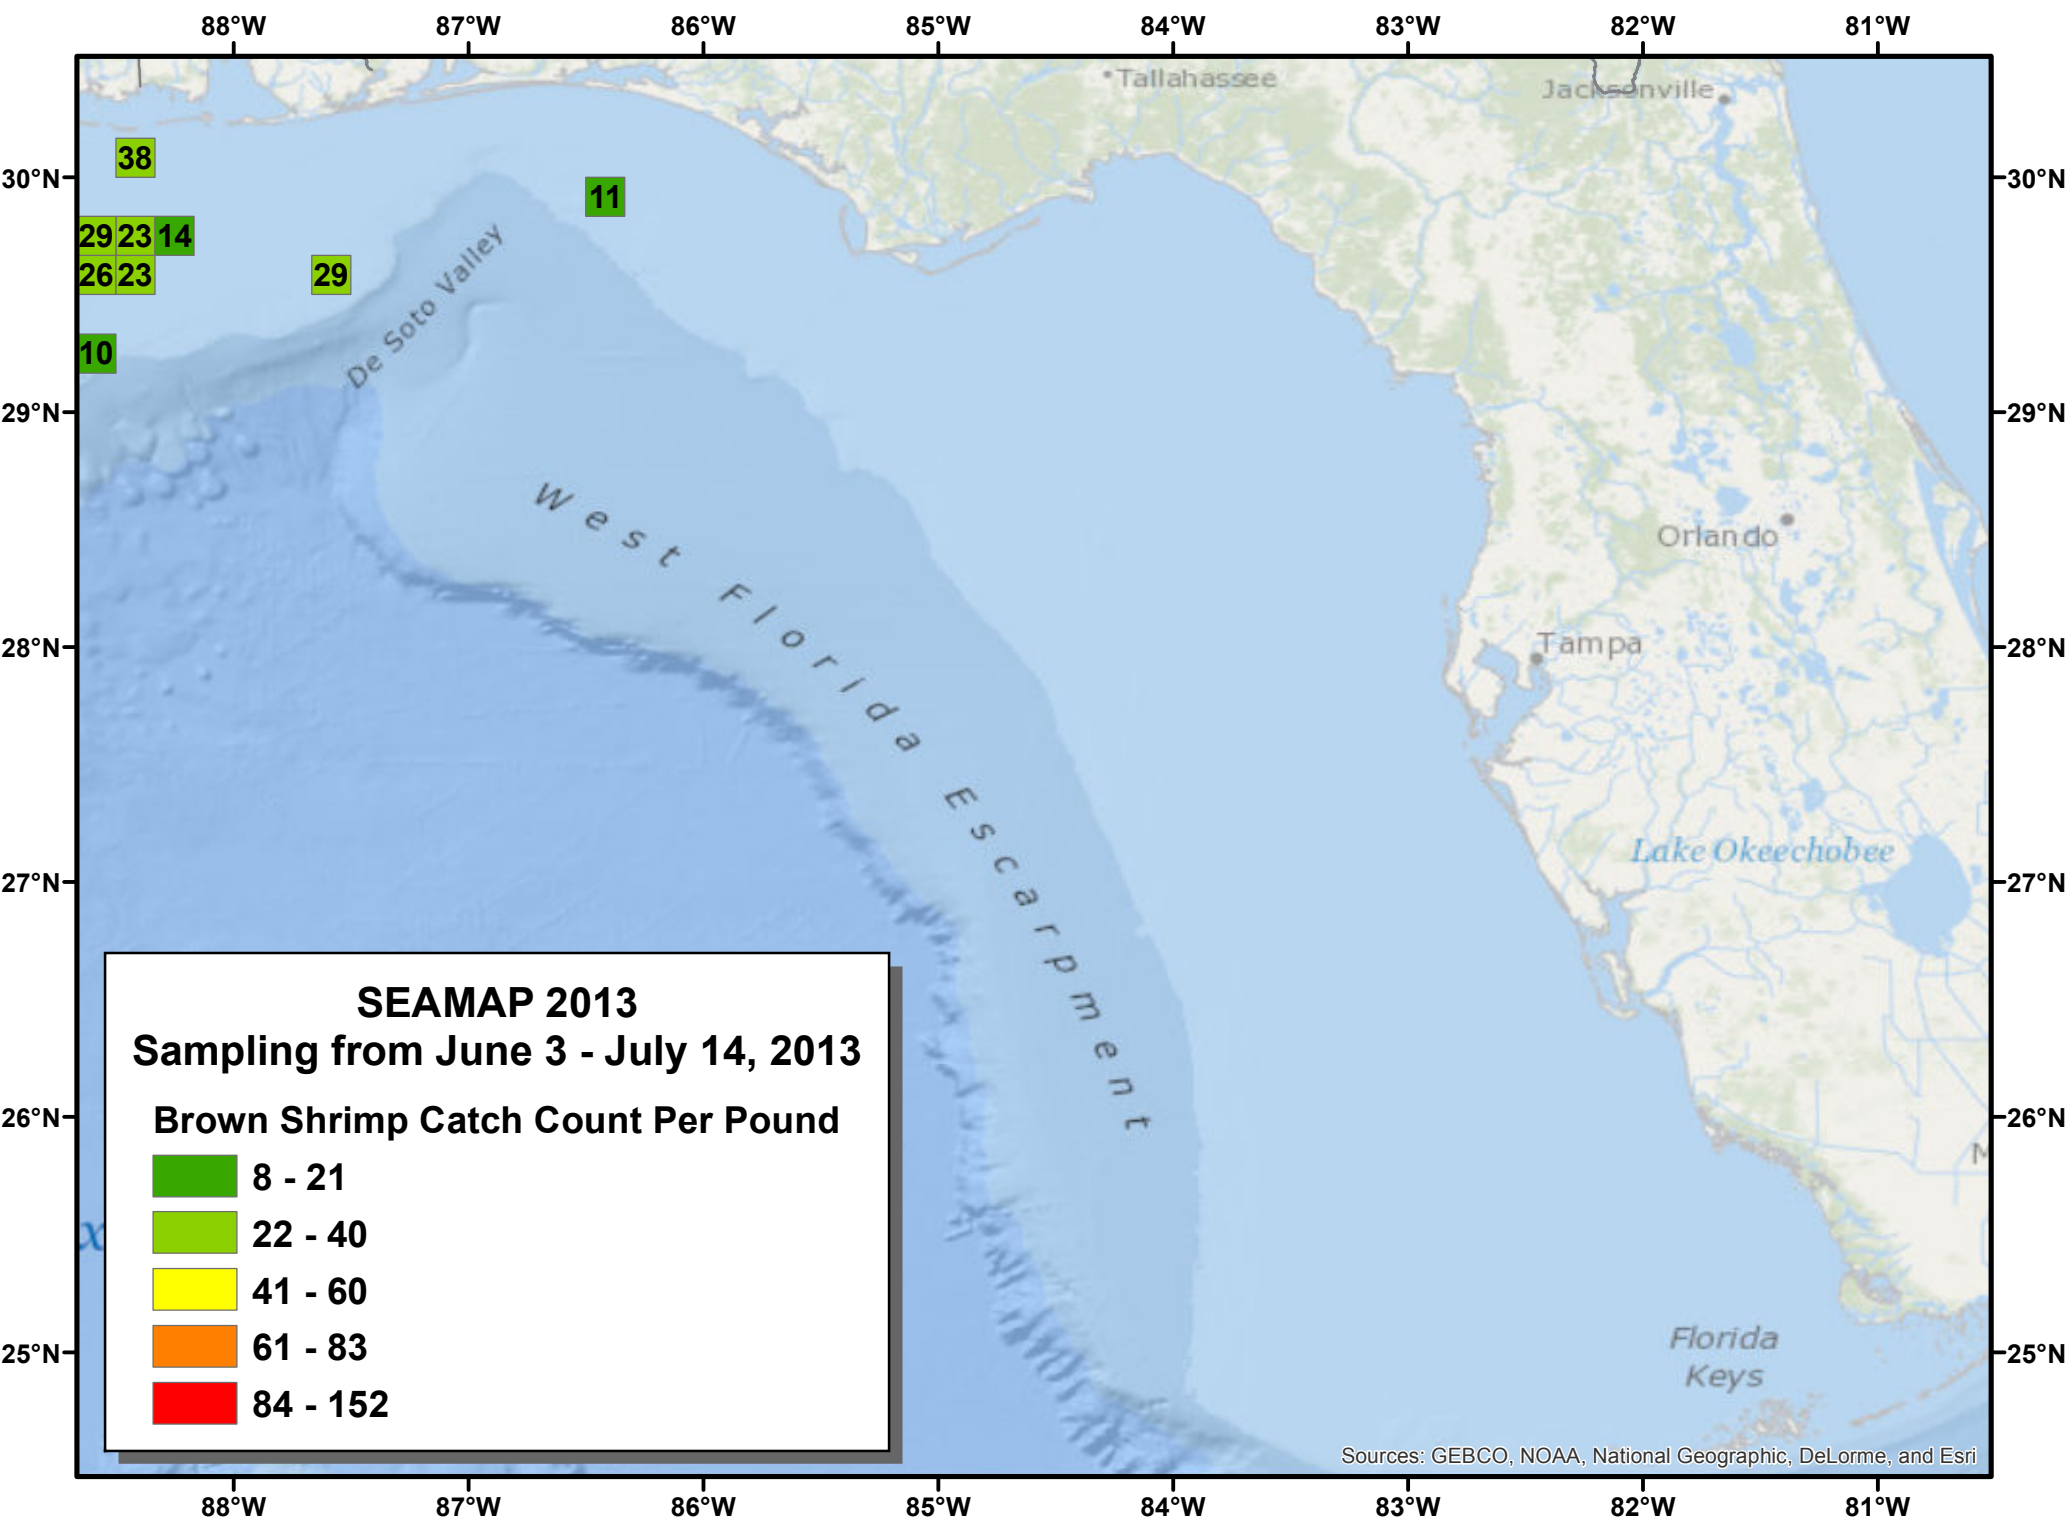 88°W 87°W 86°W 85°W 84°W 83°W 82°W 81°W
Tallahassee
Jacksonville
38
30°N 30°N
11
29 23 14
26 23 29
De Soto Valley
10
29°N 29°N
West Florida Escarpment
Orlando
28°N Tampa 28°N
Lake Okeechobee
27°N 27°N
SEAMAP 2013
Sampling from June 3 - July 14, 2013
26°N 26°N
Brown Shrimp Catch Count Per Pound
M
8 - 21
x
22 - 40
41 - 60
25°N 25°N
Florida
Keys
61 - 83
84 - 152
Sources: GEBCO, NOAA, National Geographic, DeLorme, and Esri
88°W 87°W 86°W 85°W 84°W 83°W 82°W 81°W